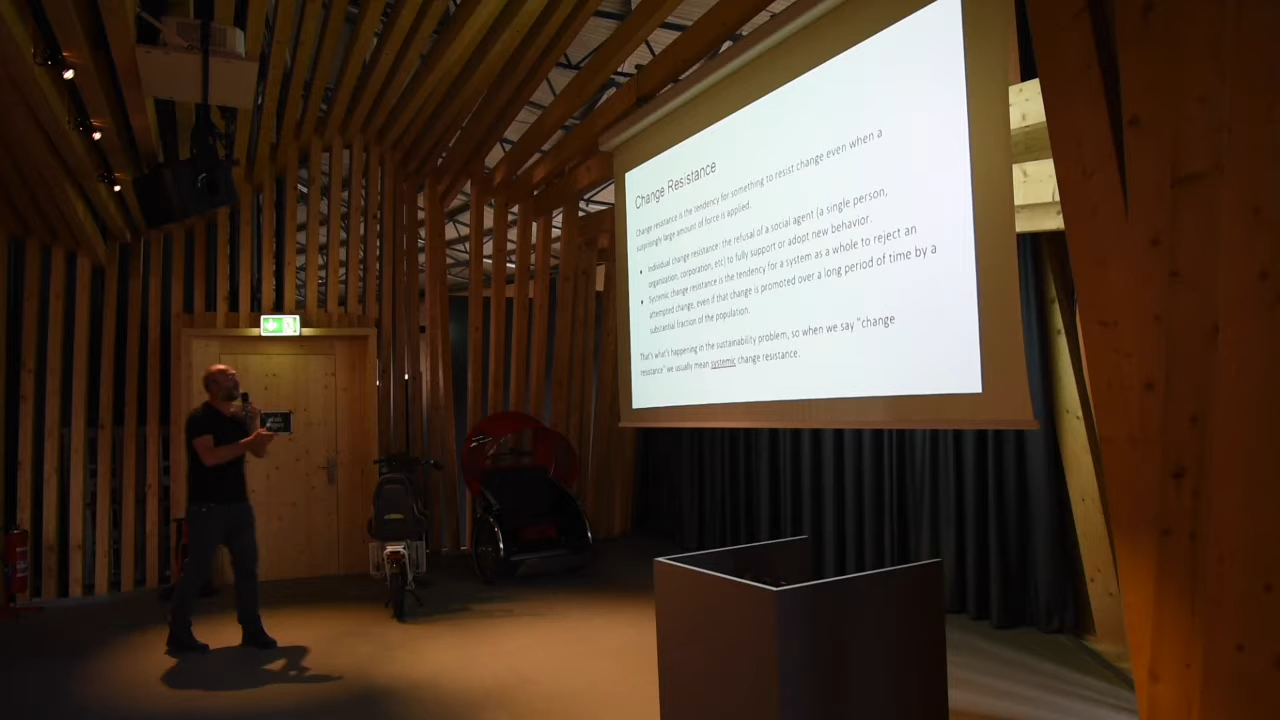 Change Resistance
Change resistance is the tendency for something to resist change even when a
surprisingly large amount of force is applied.
• Individual change resistance: the refusal of a social agent (a single person,
organization, corporation, etc) to fully support or adopt new behavior.
• Systemic change resistance is the tendency for a system as a whole to reject an
attempted change, even if that change is promoted over a long period of time by a
substantial fraction of the population.
That's what's happening in the sustainability problem, so when we say "change
resistance" we usually mean systemic change resistance.